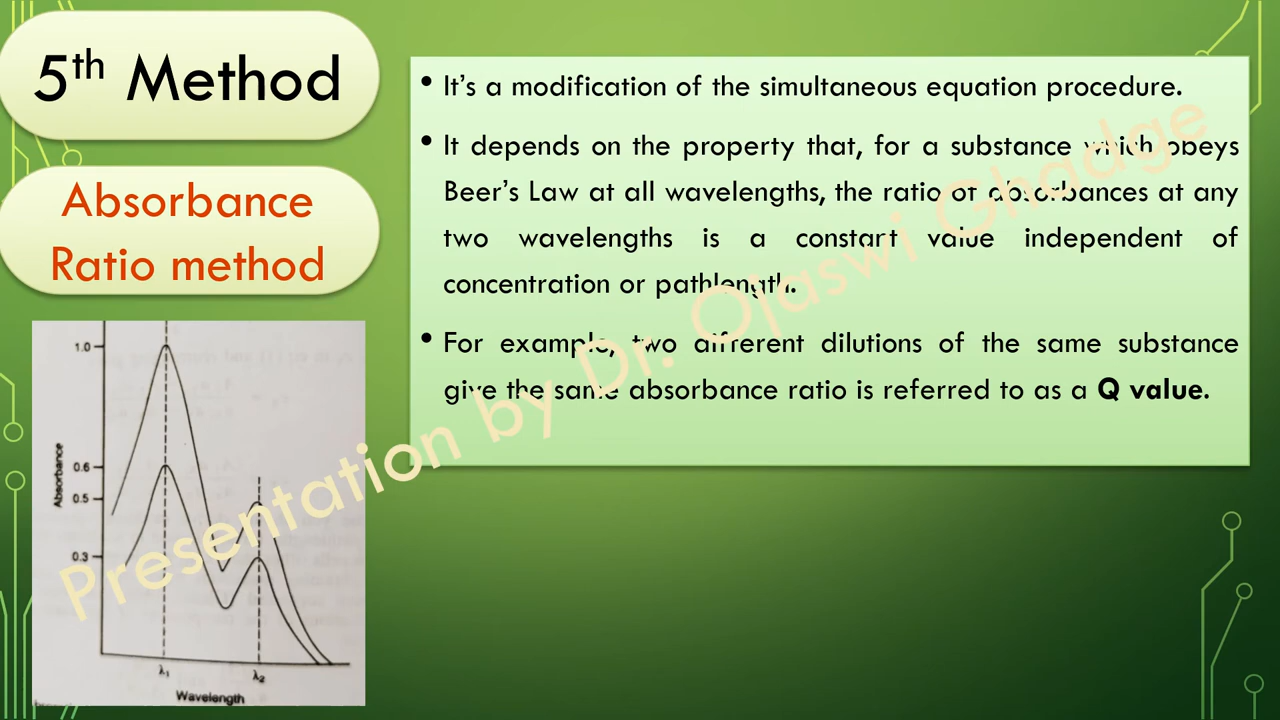 5th Method
Absorbance
Ratio method
• It's a modification of the simultaneous equation procedure.
• It depends on the property that, for a substance which obeys
Beer's Law at all wavelengths, the ratio of absorbances at any
two wavelengths is a constant value independent of
concentration or pathlength.
• For example, two different dilutions of the same substance
give the same absorbance ratio is referred to as a Q value.
1.0
0.6
0.5
0.3
Absorbance
λ₁
λ₂
Wavelength
Presentation by Dr. Ojaswi Ghadge